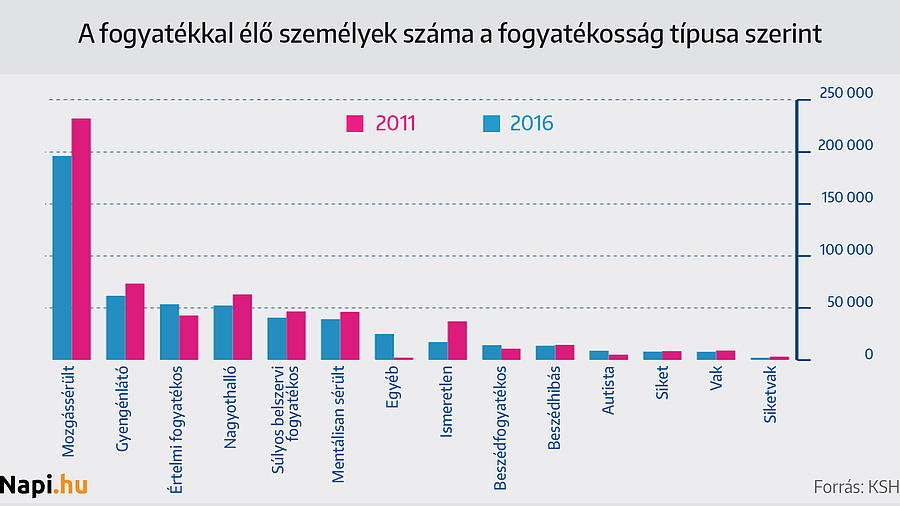 A fogyatékkal élő személyek száma a fogyatékosság típusa szerint
2011
2016
250 000
200 000
150 000
100 000
50 000
0
Mozgássérült
Gyengénlátó
Értelmi fogyatékos
Nagyothalló
Súlyos belszervi
fogyatékos
Mentálisan sérült
Egyéb
Ismeretlen
Beszédfogyatékos
Beszédhibás
Autista
Siket
Vak
Siketvak
Napi.hu
Forrás: KSH